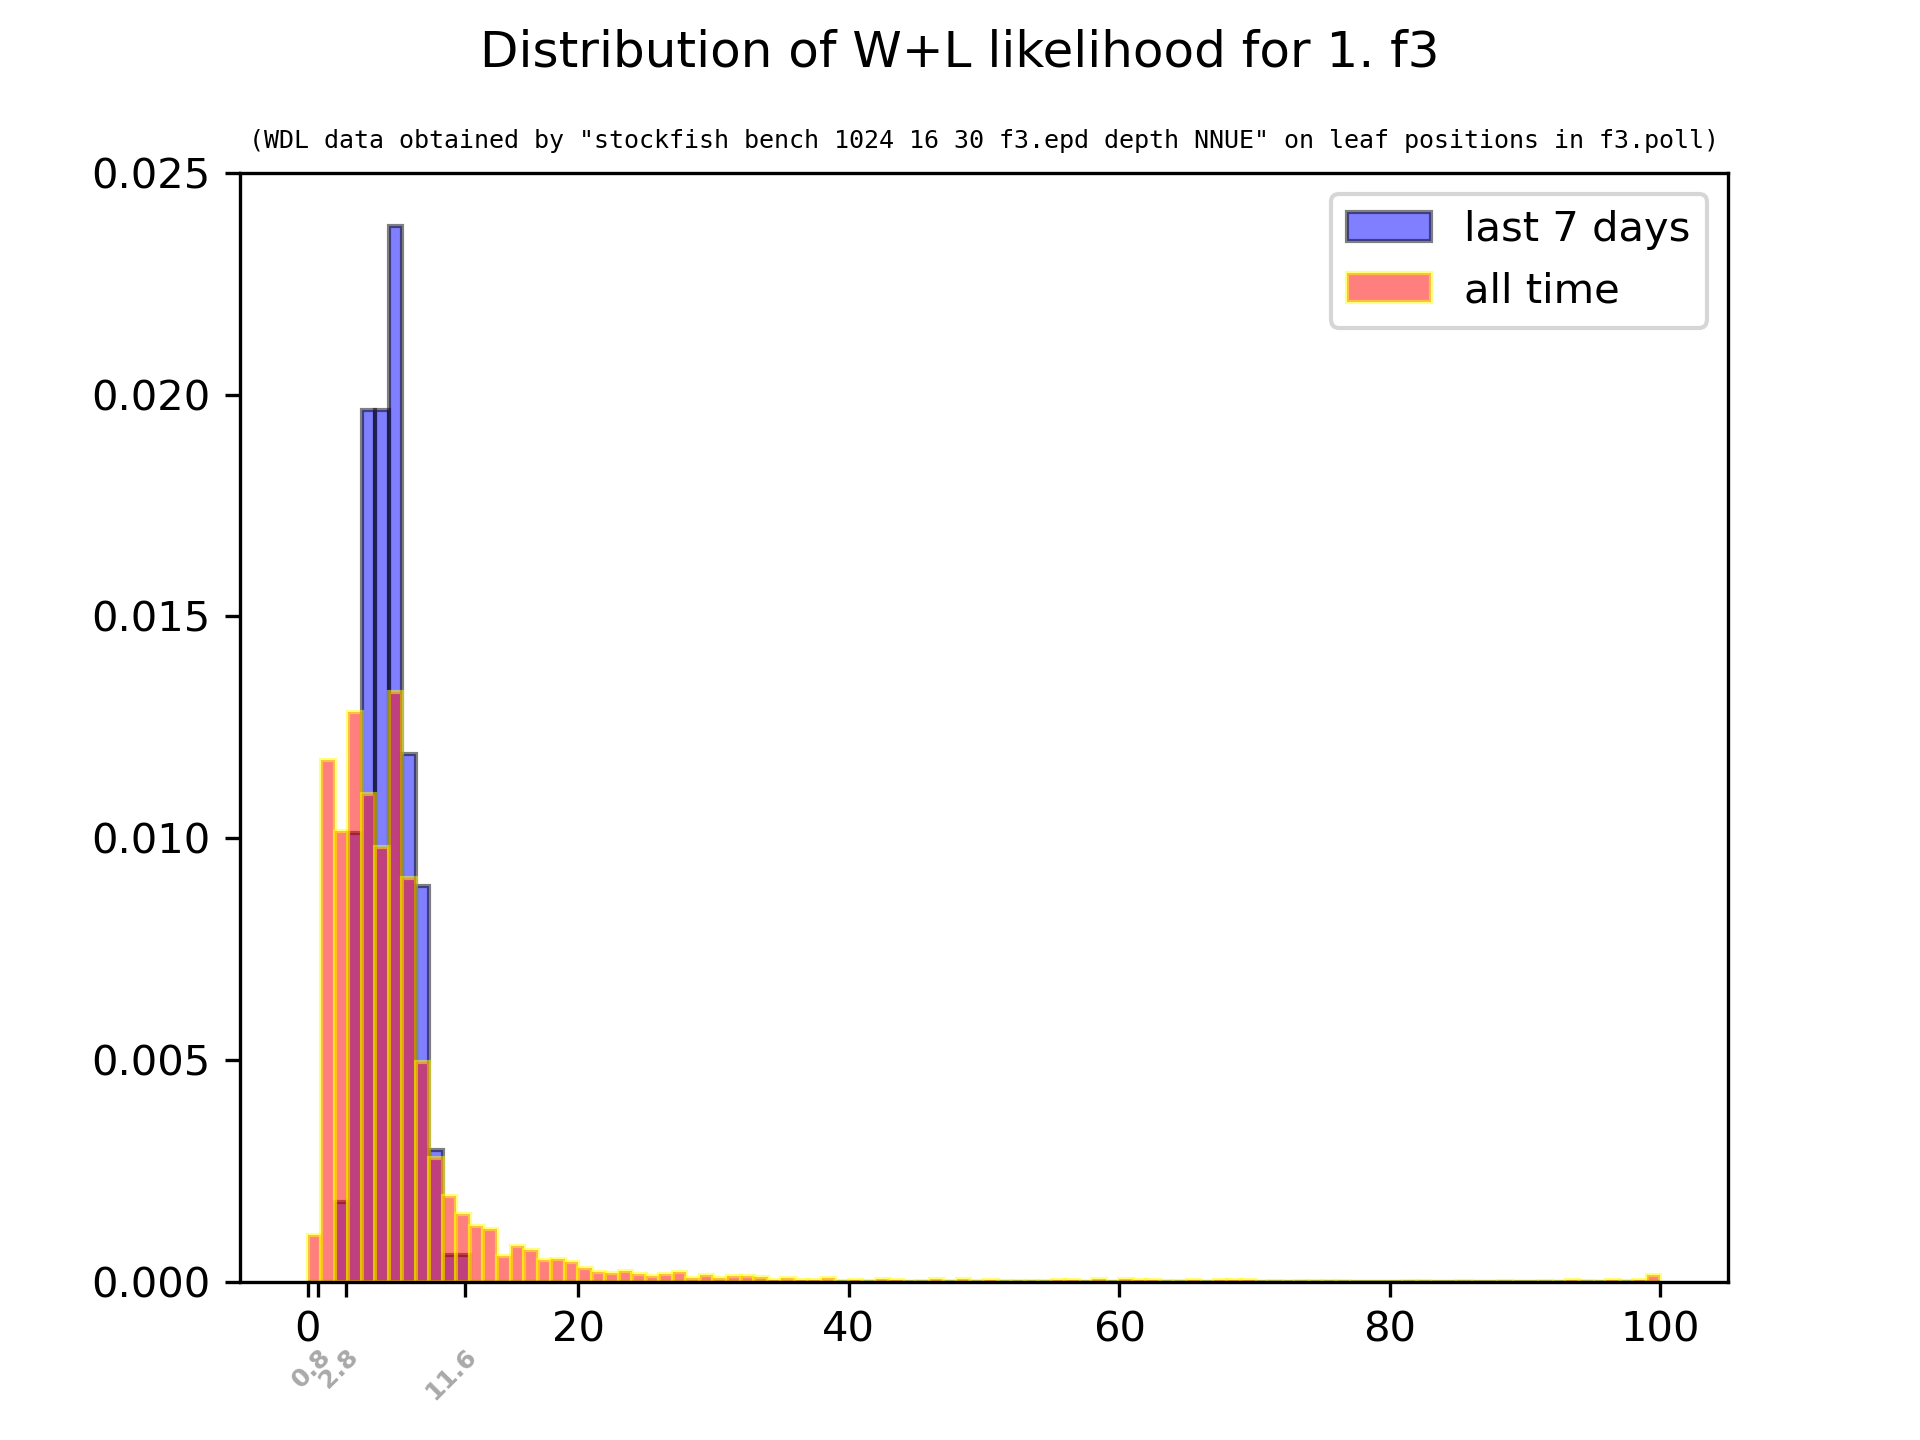 Distribution of W+L likelihood for 1. f3
(WDL data obtained by "stockfish bench 1024 16 30 f3.epd depth NNUE" on leaf positions in f3.poll)
last 7 days
all time
0.025
0.020
0.015
0.010
0.005
0.000
0 20 40 60 80 100
0.8 2.8 11.6